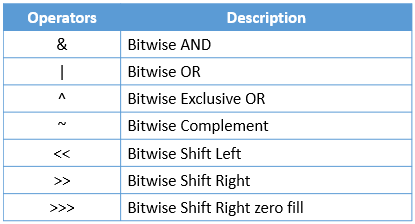 Operators Description
& Bitwise AND
| Bitwise OR
^ Bitwise Exclusive OR
~ Bitwise Complement
<< Bitwise Shift Left
>> Bitwise Shift Right
>>> Bitwise Shift Right zero fill